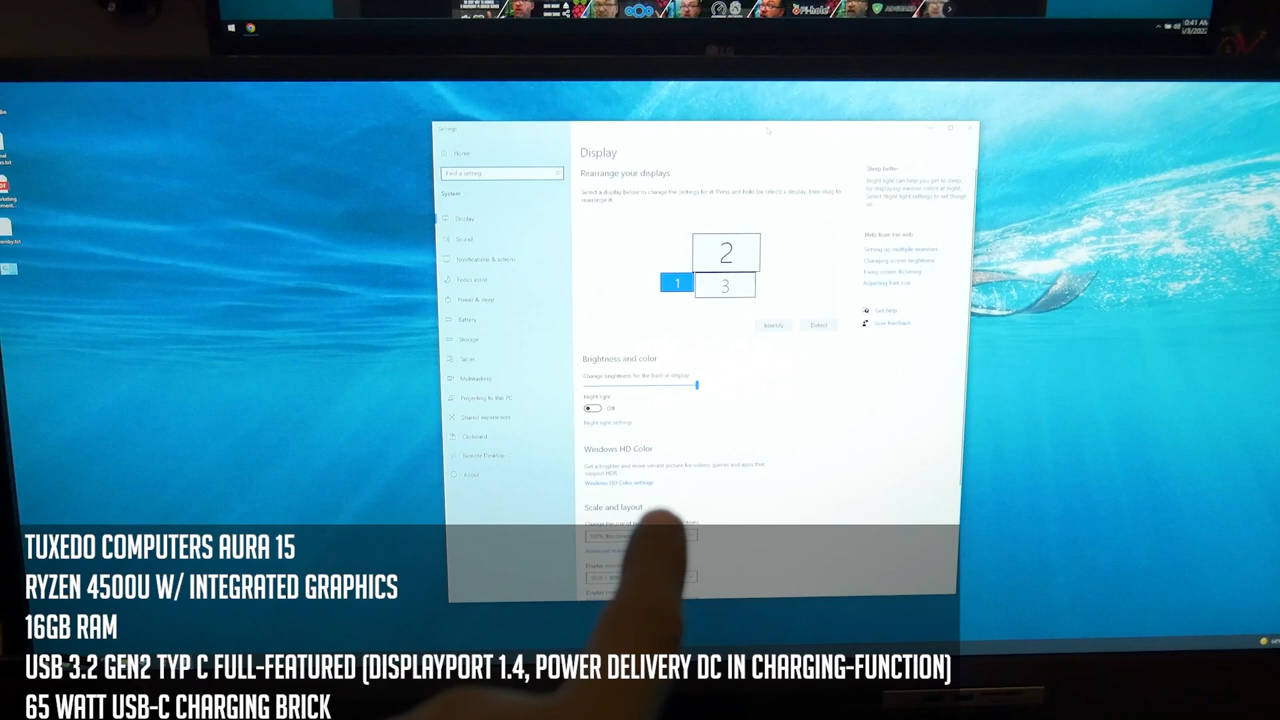 LG
Settings
Home
Find a setting
System
Display
Sound
Notifications & actions
Focus assist
Power & sleep
Battery
Storage
Tablet
Multitasking
Projecting to this PC
Shared experiences
Clipboard
Remote Desktop
About
Display
Rearrange your displays
Select a display below to change the settings for it. Press and hold (or select) a display, then drag to
rearrange it.
2
1
3
Identify
Detect
Brightness and color
Change brightness for the built-in display
Night light
Off
Night light settings
Windows HD Color
Get a brighter and more vibrant picture for videos, games and apps that
support HDR.
Windows HD Color settings
Scale and layout
Sleep better
Night light can help you get to sleep
by displaying warmer colors at night.
Select Night light settings to set things
up.
Help from the web
Setting up multiple monitors
Changing screen brightness
Fixing screen flickering
Adjusting font size
Get help
Give feedback
TUXEDO COMPUTERS AURA 15
RYZEN 4500U W/ INTEGRATED GRAPHICS
16GB RAM
USB 3.2 GEN2 TYP C FULL-FEATURED (DISPLAYPORT 1.4, POWER DELIVERY DC IN CHARGING-FUNCTION)
65 WATT USB-C CHARGING BRICK